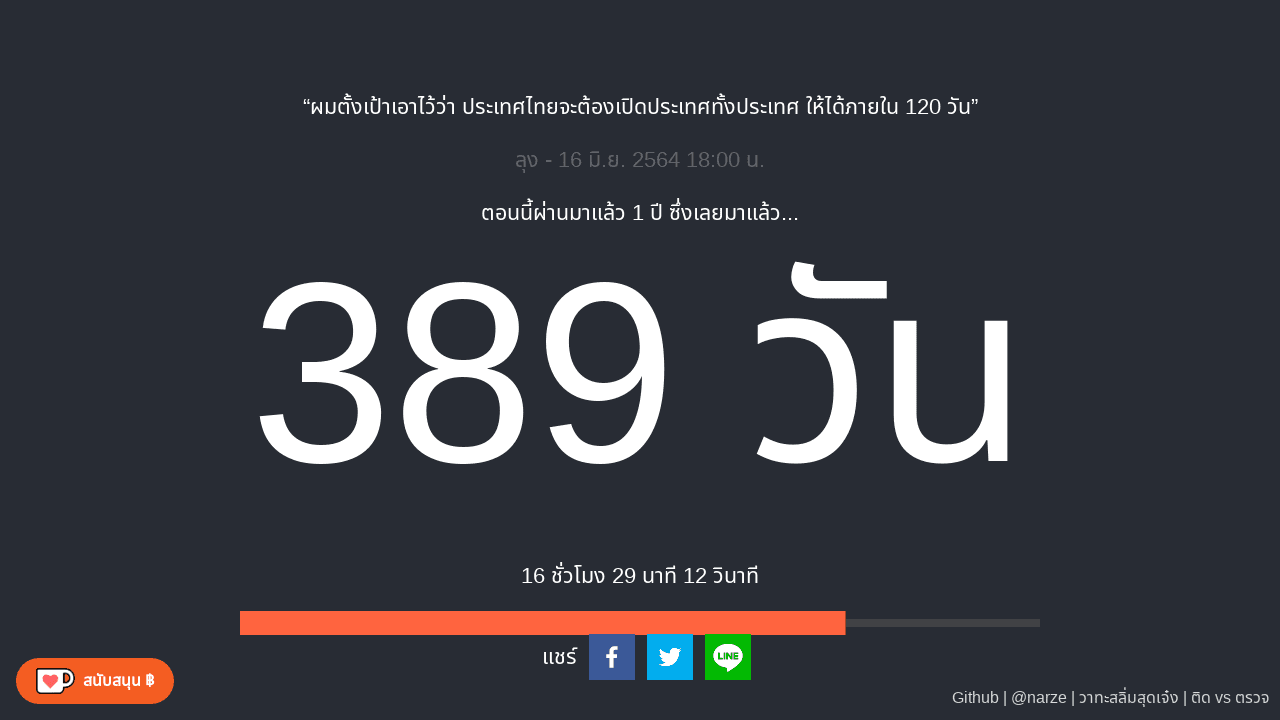 “ผมตั้งเป้าเอาไว้ว่า ประเทศไทยจะต้องเปิดประเทศทั้งประเทศ ให้ได้ภายใน 120 วัน”
ลุง - 16 มิ.ย. 2564 18:00 น.
ตอนนี้ผ่านมาแล้ว 1 ปี ซึ่งเลยมาแล้ว...
389 วัน
16 ชั่วโมง 29 นาที 12 วินาที
แชร์
LINE
สนับสนุน ฿
Github | @narze | วาทะสลิ่มสุดเจ๋ง | ติด vs ตรวจ